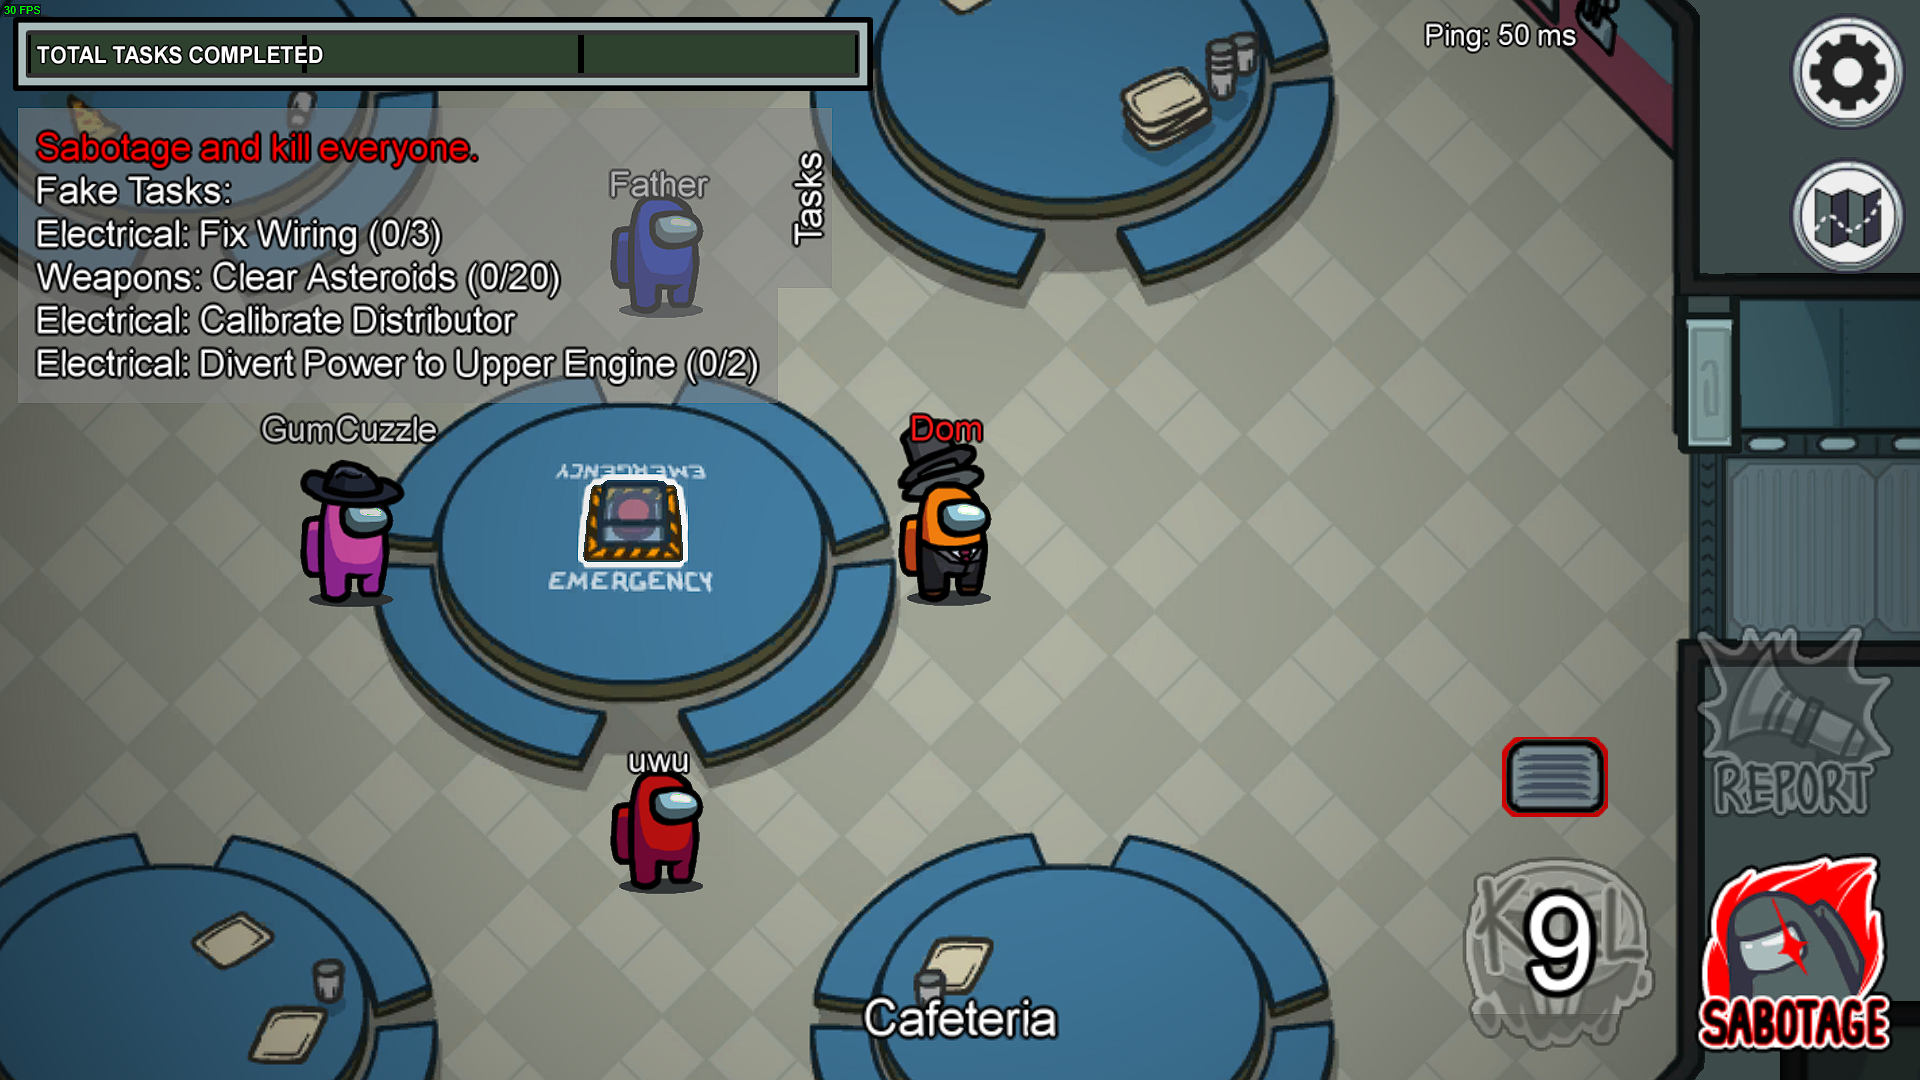 30 FPS
TOTAL TASKS COMPLETED
Ping: 50 ms
Sabotage and kill everyone.
Fake Tasks:
Electrical: Fix Wiring (0/3)
Weapons: Clear Asteroids (0/20)
Electrical: Calibrate Distributor
Electrical: Divert Power to Upper Engine (0/2)
Tasks
Father
GumCuzzle
Dom
EMERGENCY
EMERGENCY
uwu
REPORT
KILL
9
Cafeteria
SABOTAGE